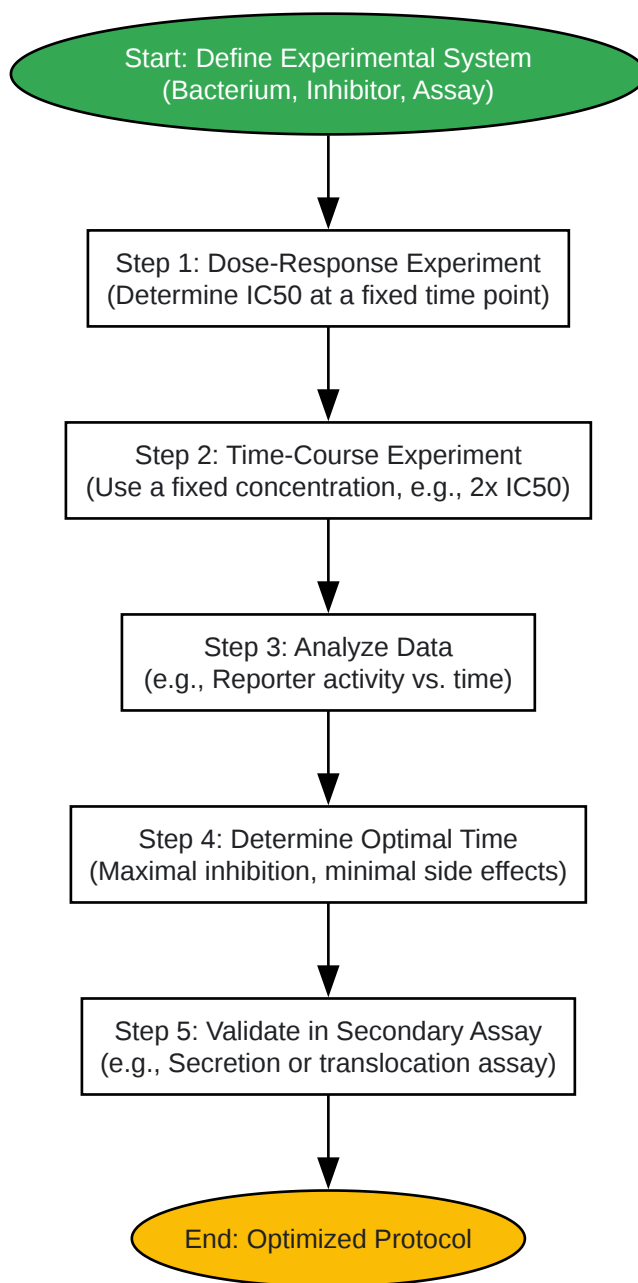 Start: Define Experimental System
(Bacterium, Inhibitor, Assay)
Step 1: Dose-Response Experiment
(Determine IC50 at a fixed time point)
Step 2: Time-Course Experiment
(Use a fixed concentration, e.g., 2x IC50)
Step 3: Analyze Data
(e.g., Reporter activity vs. time)
Step 4: Determine Optimal Time
(Maximal inhibition, minimal side effects)
Step 5: Validate in Secondary Assay
(e.g., Secretion or translocation assay)
End: Optimized Protocol